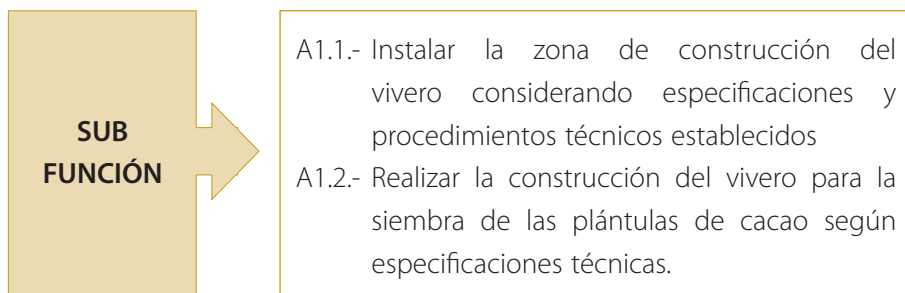 SUB
FUNCIÓN
A1.1.- Instalar la zona de construcción del
vivero considerando especificaciones y
procedimientos técnicos establecidos
A1.2.- Realizar la construcción del vivero para la
siembra de las plántulas de cacao según
especificaciones técnicas.